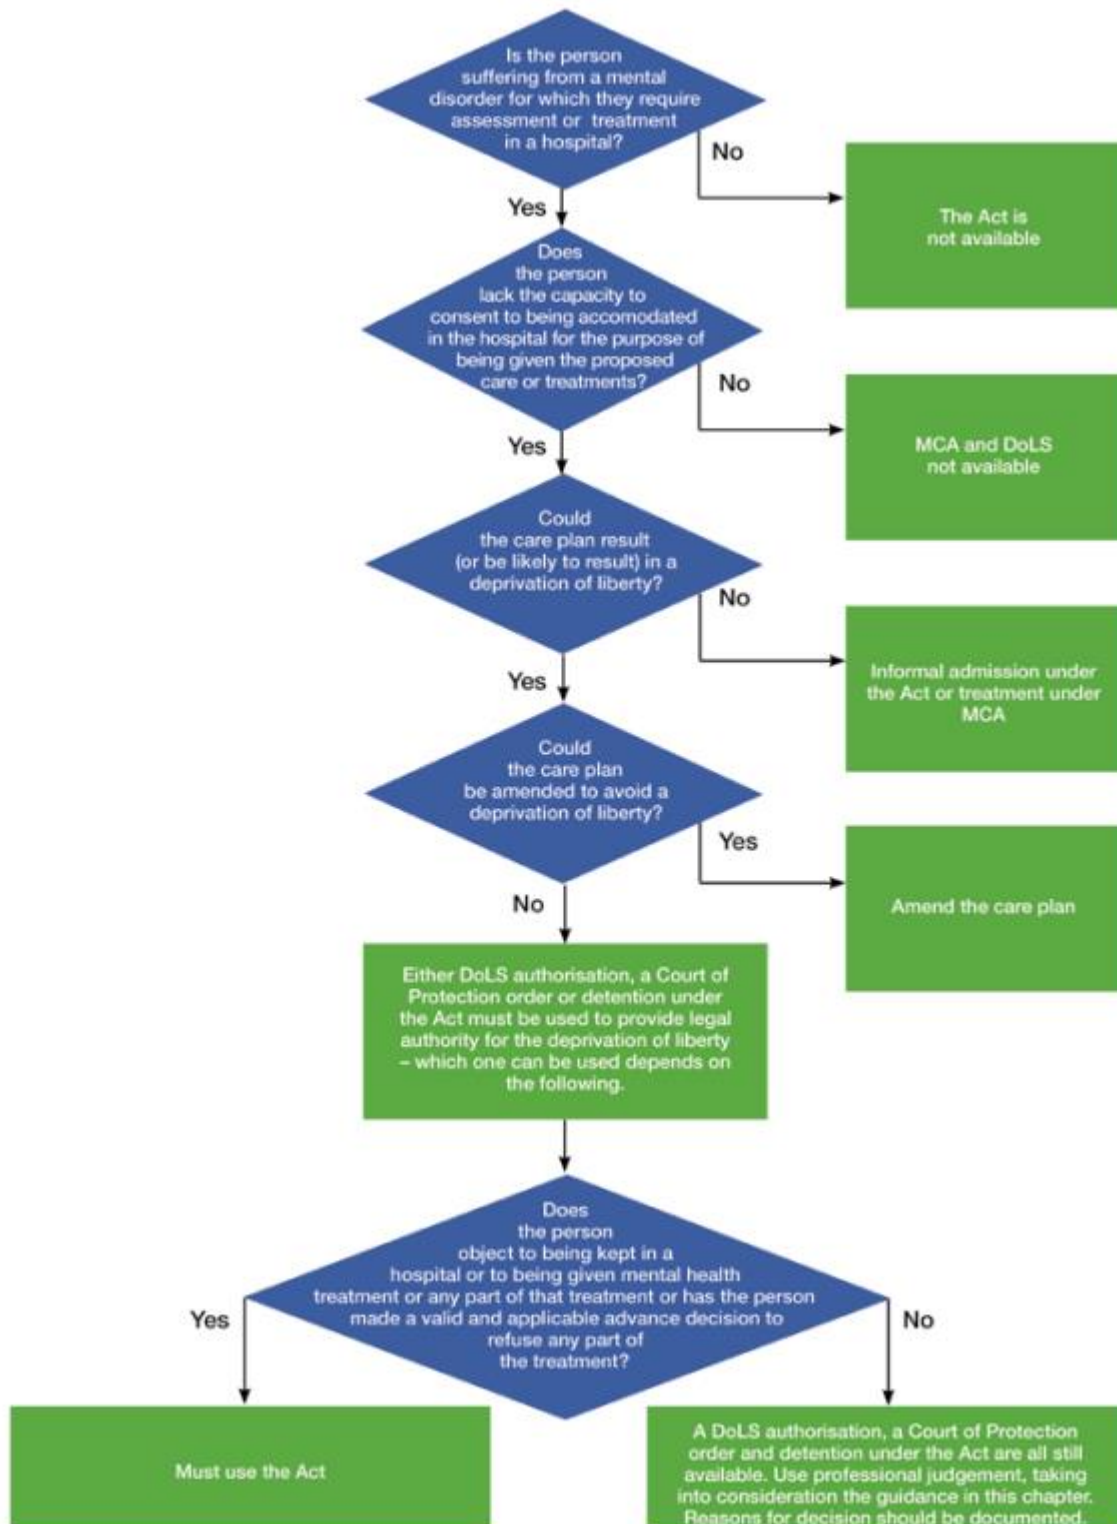 Is the person
suffering from a mental
disorder for which they require
assessment or treatment
in a hospital?
No
The Act is
not available
Yes
Does
the person
lack the capacity to
consent to being accomodated
in the hospital for the purpose of
being given the proposed
care or treatments?
No
MCA and DoLS
not available
Yes
Could
the care plan result
(or be likely to result) in a
deprivation of liberty?
No
Informal admission under
the Act or treatment under
MCA
Yes
Could
the care plan
be amended to avoid a
deprivation of liberty?
Yes
Amend the care plan
No
Either DoLS authorisation, a Court of
Protection order or detention under
the Act must be used to provide legal
authority for the deprivation of liberty
– which one can be used depends on
the following.
Does
the person
object to being kept in a
hospital or to being given mental health
treatment or any part of that treatment or has the person
made a valid and applicable advance decision to
refuse any part of
the treatment?
Yes
No
Must use the Act
A DoLS authorisation, a Court of Protection
order and detention under the Act are all still
available. Use professional judgement, taking
into consideration the guidance in this chapter.
Reasons for decision should be documented.